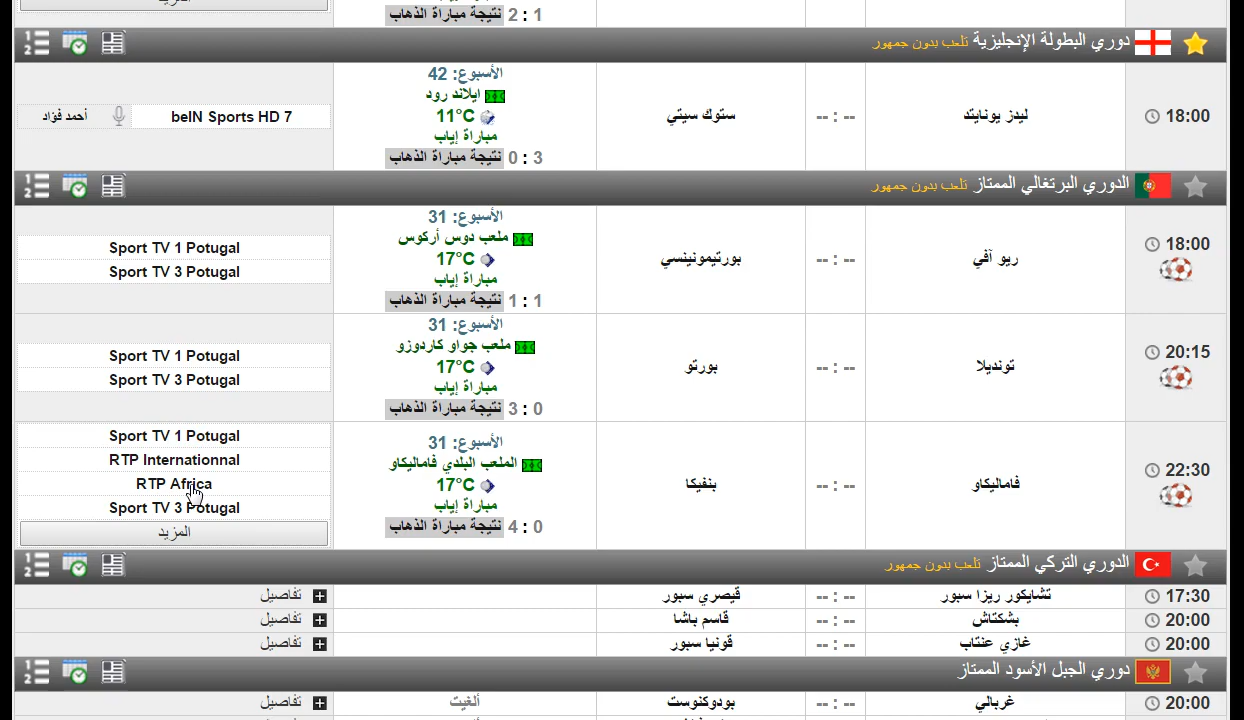 المزيد
1 : 2 نتيجة مباراة الذهاب
دوري البطولة الإنجليزية تلعب بدون جمهور
18:00
ليدز يونايتد
-- : --
ستوك سيتي
الأسبوع: 42
ايلاند رود
11°C
مباراة إياب
3 : 0 نتيجة مباراة الذهاب
beIN Sports HD 7
أحمد فؤاد
الدوري البرتغالي الممتاز تلعب بدون جمهور
18:00
ريو آفي
-- : --
بورتيمونينسي
الأسبوع: 31
ملعب دوس أركوس
17°C
مباراة إياب
1 : 1 نتيجة مباراة الذهاب
Sport TV 1 Potugal
Sport TV 3 Potugal
20:15
تونديلا
-- : --
بورتو
الأسبوع: 31
ملعب جواو كاردوزو
17°C
مباراة إياب
0 : 3 نتيجة مباراة الذهاب
Sport TV 1 Potugal
Sport TV 3 Potugal
22:30
فاماليكاو
-- : --
بنفيكا
الأسبوع: 31
الملعب البلدي فاماليكاو
17°C
مباراة إياب
0 : 4 نتيجة مباراة الذهاب
Sport TV 1 Potugal
RTP Internationnal
RTP Africa
Sport TV 3 Potugal
المزيد
الدوري التركي الممتاز تلعب بدون جمهور
17:30 تشايكور ريزا سبور -- : -- قيصري سبور تفاصيل
20:00 بشكتاش -- : -- قاسم باشا تفاصيل
20:00 غازي عنتاب -- : -- قونيا سبور تفاصيل
دوري الجبل الأسود الممتاز
20:00 غربالي -- : -- بودوكنوست ألغيت تفاصيل